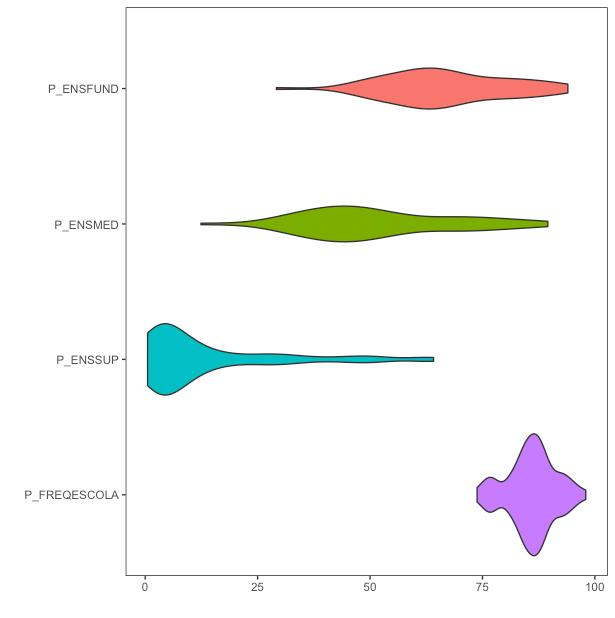 P_ENSFUND
P_ENSMED
P_ENSSUP
P_FREQESCOLA
0 25 50 75 100